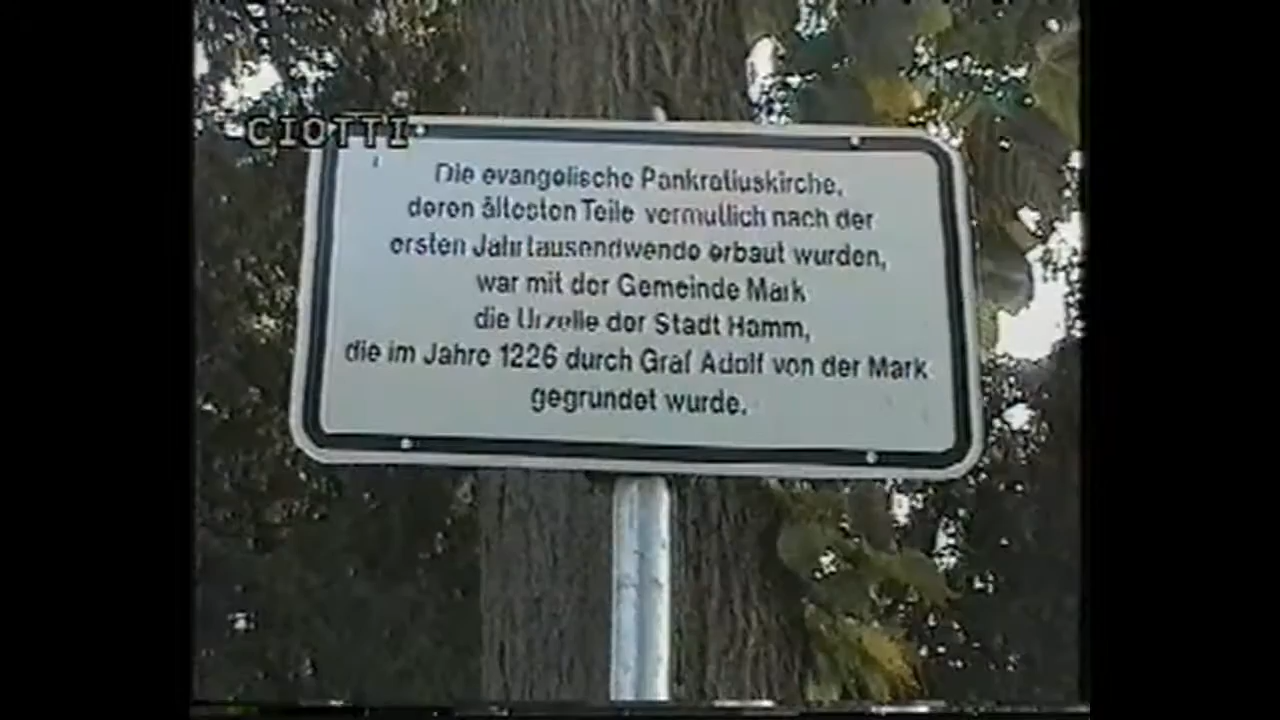 CIOTTI
Die evangelische Pankratiuskirche,
deren ältesten Teile vermutlich nach der
ersten Jahrtausendwende erbaut wurden,
war mit der Gemeinde Mark
die Urzelle der Stadt Hamm,
die im Jahre 1226 durch Graf Adolf von der Mark
gegründet wurde.